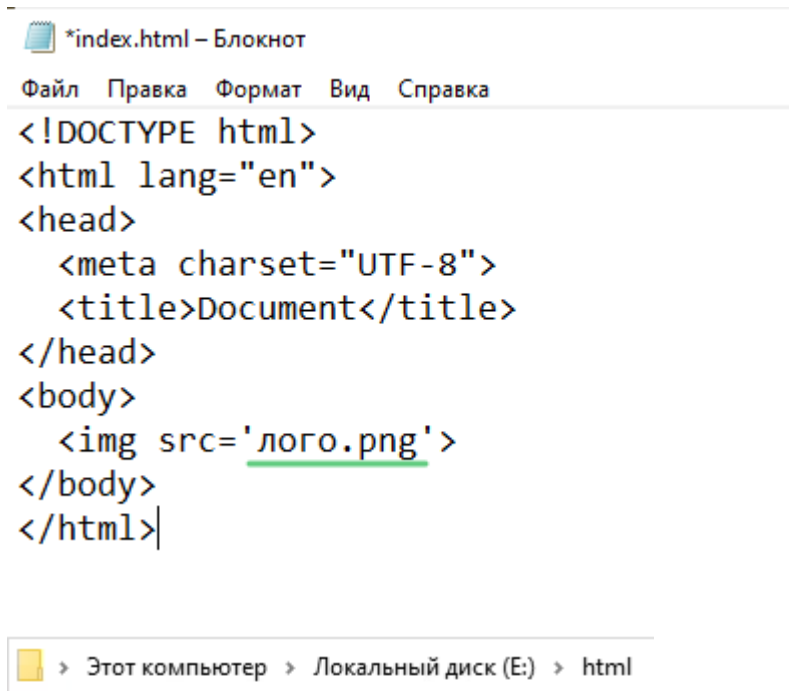 *index.html – Блокнот
Файл Правка Формат Вид Справка
<!DOCTYPE html>
<html lang="en">
<head>
  <meta charset="UTF-8">
  <title>Document</title>
</head>
<body>
  <img src='лого.png'>
</body>
</html>
> Этот компьютер > Локальный диск (E:) > html